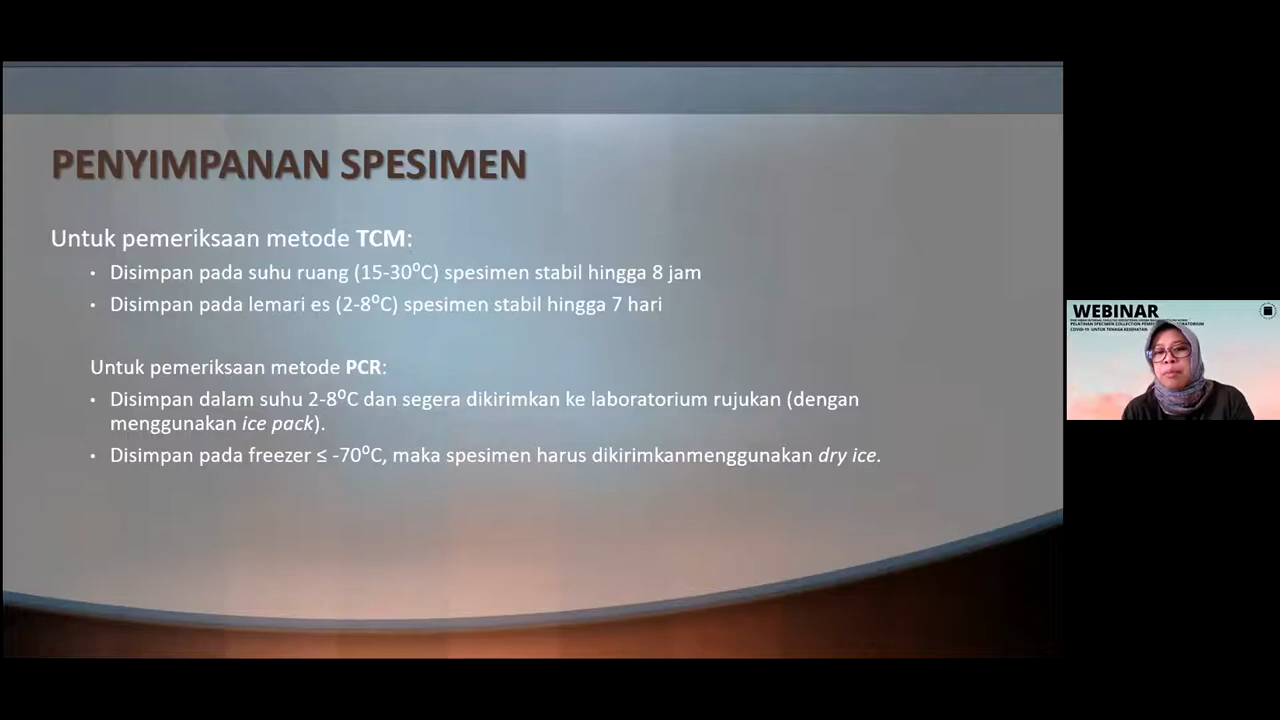 PENYIMPANAN SPESIMEN
Untuk pemeriksaan metode TCM:
• Disimpan pada suhu ruang (15-30⁰C) spesimen stabil hingga 8 jam
• Disimpan pada lemari es (2-8⁰C) spesimen stabil hingga 7 hari
Untuk pemeriksaan metode PCR:
• Disimpan dalam suhu 2-8⁰C dan segera dikirimkan ke laboratorium rujukan (dengan
menggunakan ice pack).
• Disimpan pada freezer ≤ -70⁰C, maka spesimen harus dikirimkanmenggunakan dry ice.
WEBINAR
PELATIHAN SPECIMEN COLLECTION
COVID-19 UNTUK TENAGA KESEHATAN